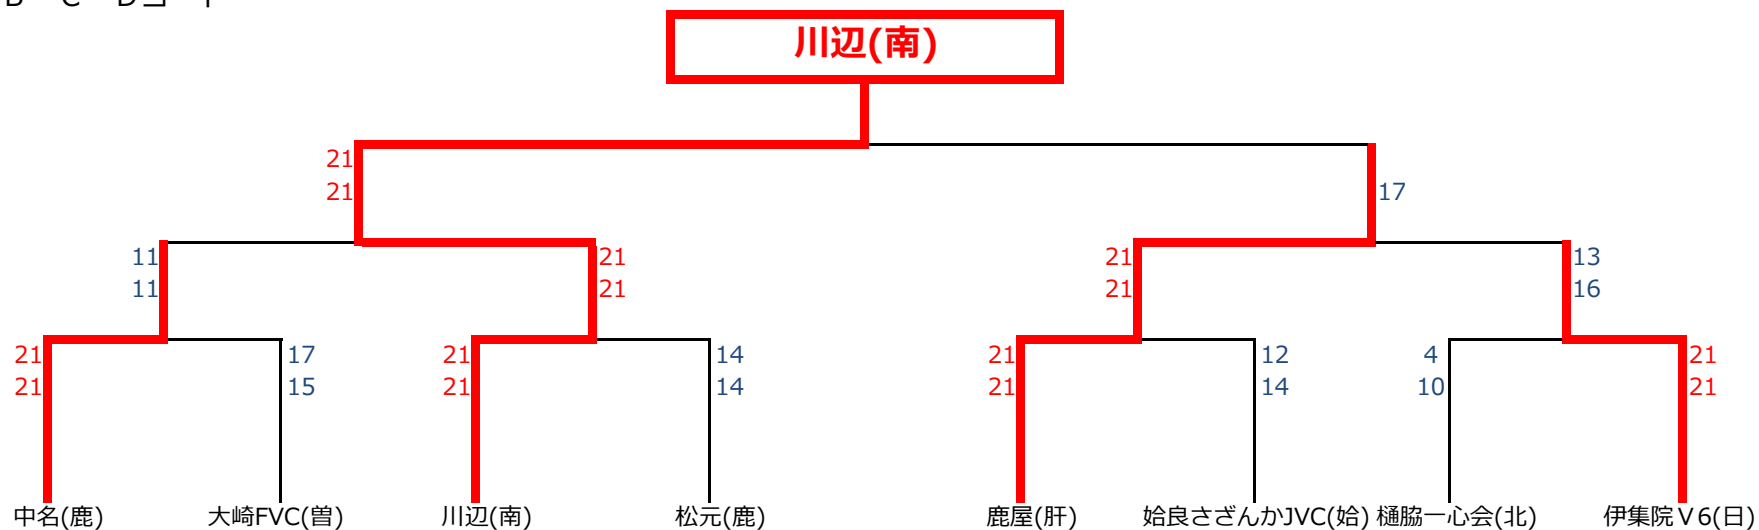 川辺(南)
21
21 17
11 21 21 13
11 21 21 16
21 17 21 14 21 12 4 21
21 15 21 14 21 14 10 21
中名(鹿) 大崎FVC(曽) 川辺(南) 松元(鹿) 鹿屋(肝) 姶良さざんかJVC(姶) 樋脇一心会(北) 伊集院Ⅴ6(日)